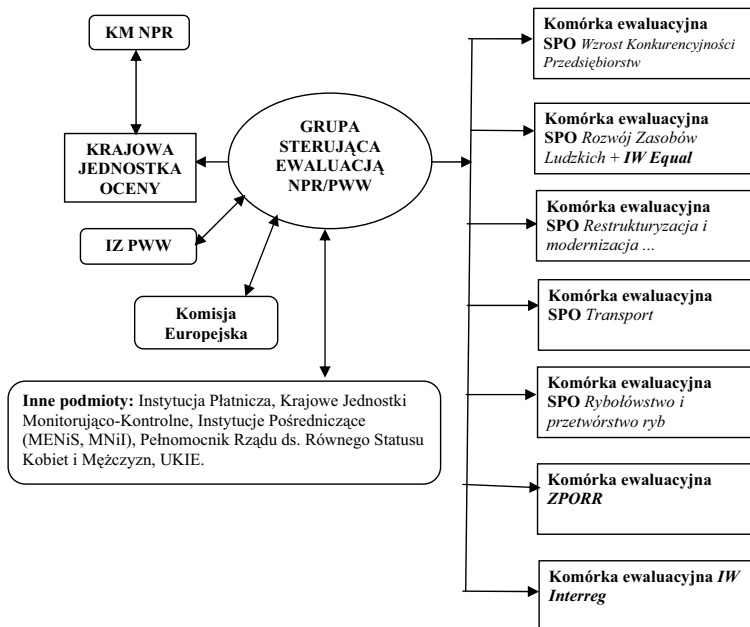 KM NPR
KRAJOWA
JEDNOSTKA
OCENY
IZ PWW
Komisja
Europejska
GRUPA
STERUJĄCA
EWALUACJĄ
NPR/PWW
Inne podmioty: Instytucja Płatnicza, Krajowe Jednostki
Monitorująco-Kontrolne, Instytucje Pośredniczące
(MENiS, MNiI), Pełnomocnik Rządu ds. Równego Statusu
Kobiet i Mężczyzn, UKIE.
Komórka ewaluacyjna
SPO Wzrost Konkurencyjności
Przedsiębiorstw
Komórka ewaluacyjna
SPO Rozwój Zasobów
Ludzkich + IW Equal
Komórka ewaluacyjna
SPO Restrukturyzacja i
modernizacja ...
Komórka ewaluacyjna
SPO Transport
Komórka ewaluacyjna
SPO Rybołówstwo i
przetwórstwo ryb
Komórka ewaluacyjna
ZPORR
Komórka ewaluacyjna IW
Interreg